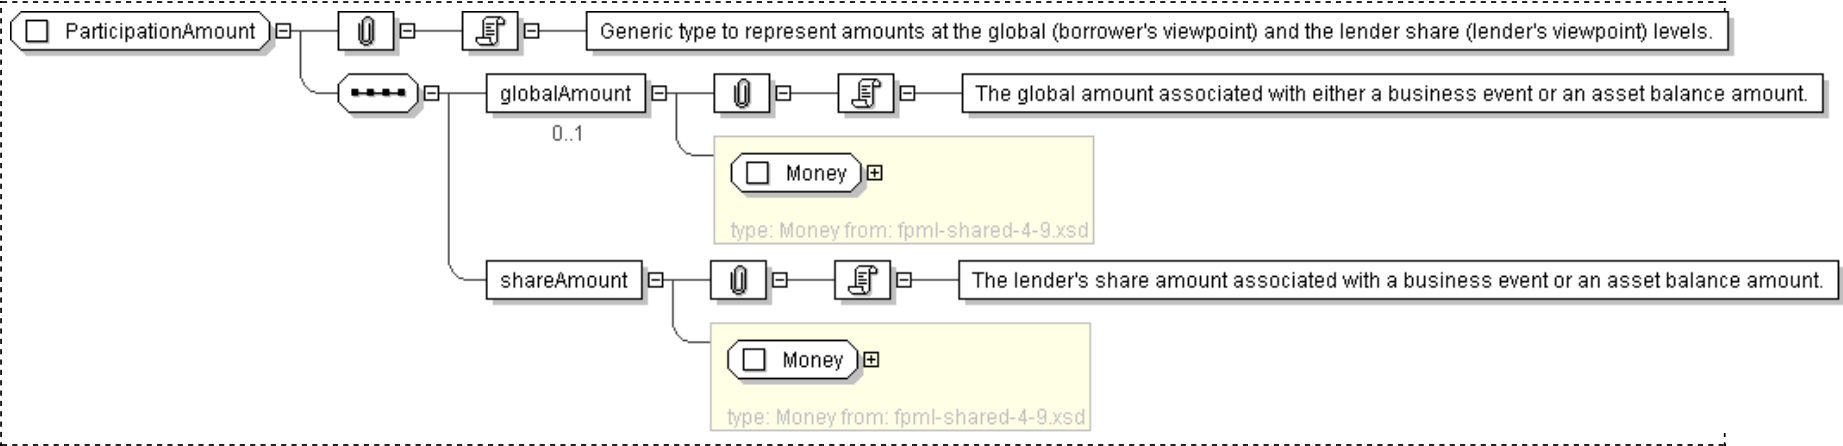 ParticipationAmount
Generic type to represent amounts at the global (borrower's viewpoint) and the lender share (lender's viewpoint) levels.
globalAmount
The global amount associated with either a business event or an asset balance amount.
0..1
Money
type: Money from: fpml-shared-4-9.xsd
shareAmount
The lender's share amount associated with a business event or an asset balance amount.
Money
type: Money from: fpml-shared-4-9.xsd